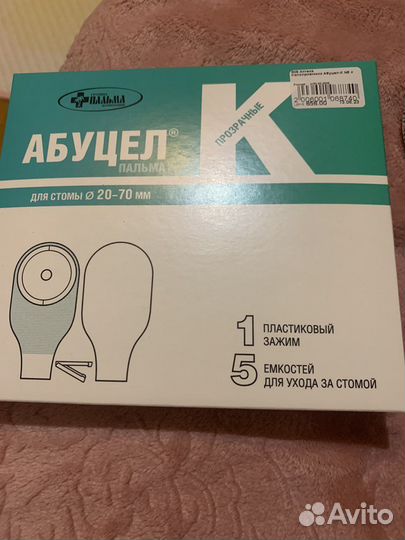 ПАЛЬМА
АБУЦЕЛ®
ПАЛЬМА
К
ПРОЗРАЧНЫЕ
ДЛЯ СТОМЫ Ø 20-70 ММ
1 ПЛАСТИКОВЫЙ
ЗАЖИМ
5 ЕМКОСТЕЙ
ДЛЯ УХОДА ЗА СТОМОЙ
Avito